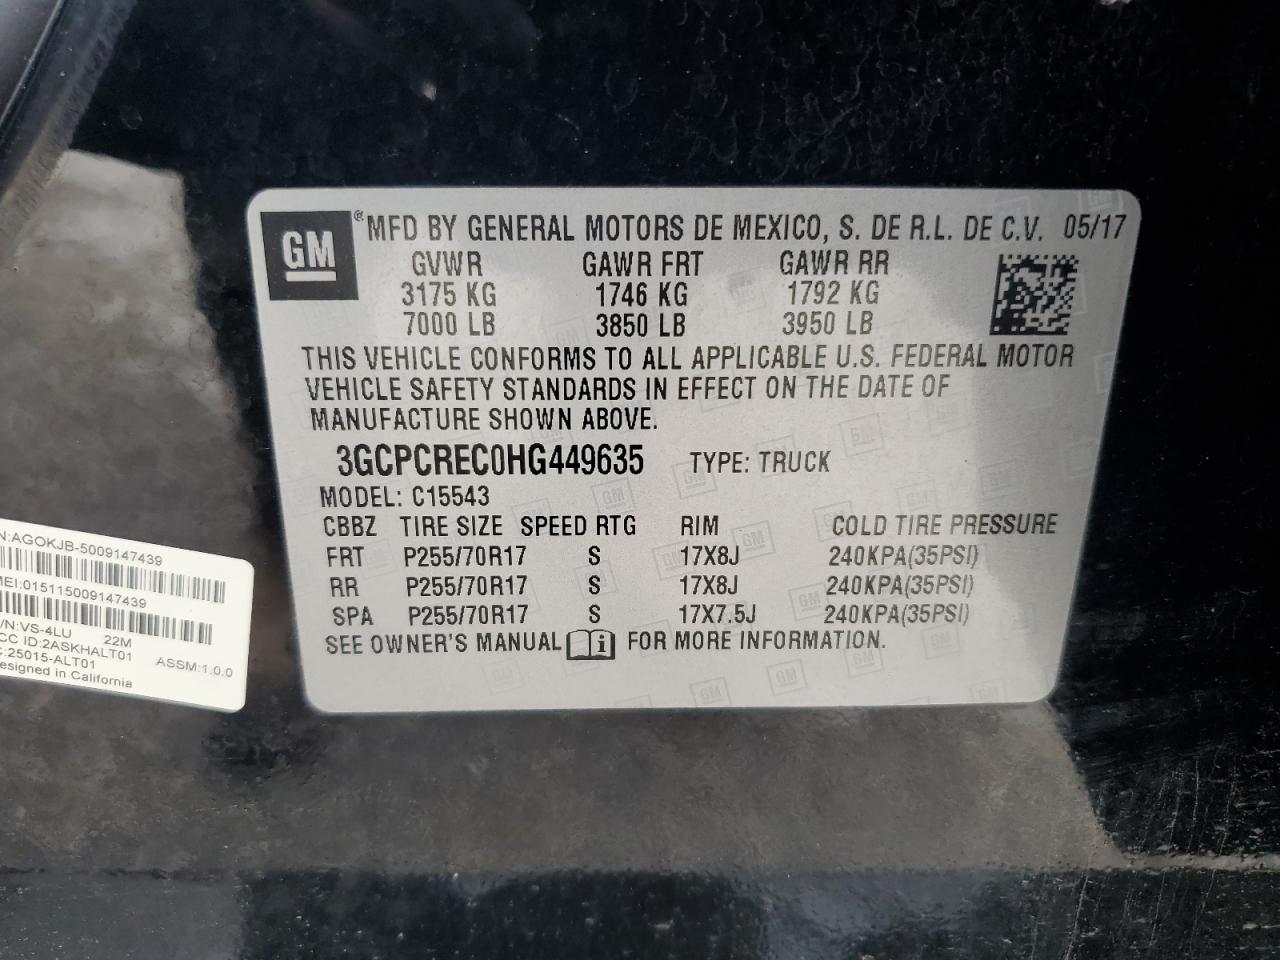 GM ® MFD BY GENERAL MOTORS DE MEXICO, S. DE R.L. DE C.V. 05/17
GVWR GAWR FRT GAWR RR
3175 KG 1746 KG 1792 KG
7000 LB 3850 LB 3950 LB
THIS VEHICLE CONFORMS TO ALL APPLICABLE U.S. FEDERAL MOTOR
VEHICLE SAFETY STANDARDS IN EFFECT ON THE DATE OF
MANUFACTURE SHOWN ABOVE.
3GCPCREC0HG449635 TYPE: TRUCK
MODEL: C15543
CBBZ TIRE SIZE SPEED RTG RIM COLD TIRE PRESSURE
FRT P255/70R17 S 17X8J 240KPA(35PSI)
RR P255/70R17 S 17X8J 240KPA(35PSI)
SPA P255/70R17 S 17X7.5J 240KPA(35PSI)
SEE OWNER'S MANUAL i FOR MORE INFORMATION.
N:AGOKJB-5009147439
MEI:015115009147439
/N:VS-4LU 22M
CC ID:2ASKHALT01
C:25015-ALT01 ASSM:1.0.0
esigned in California